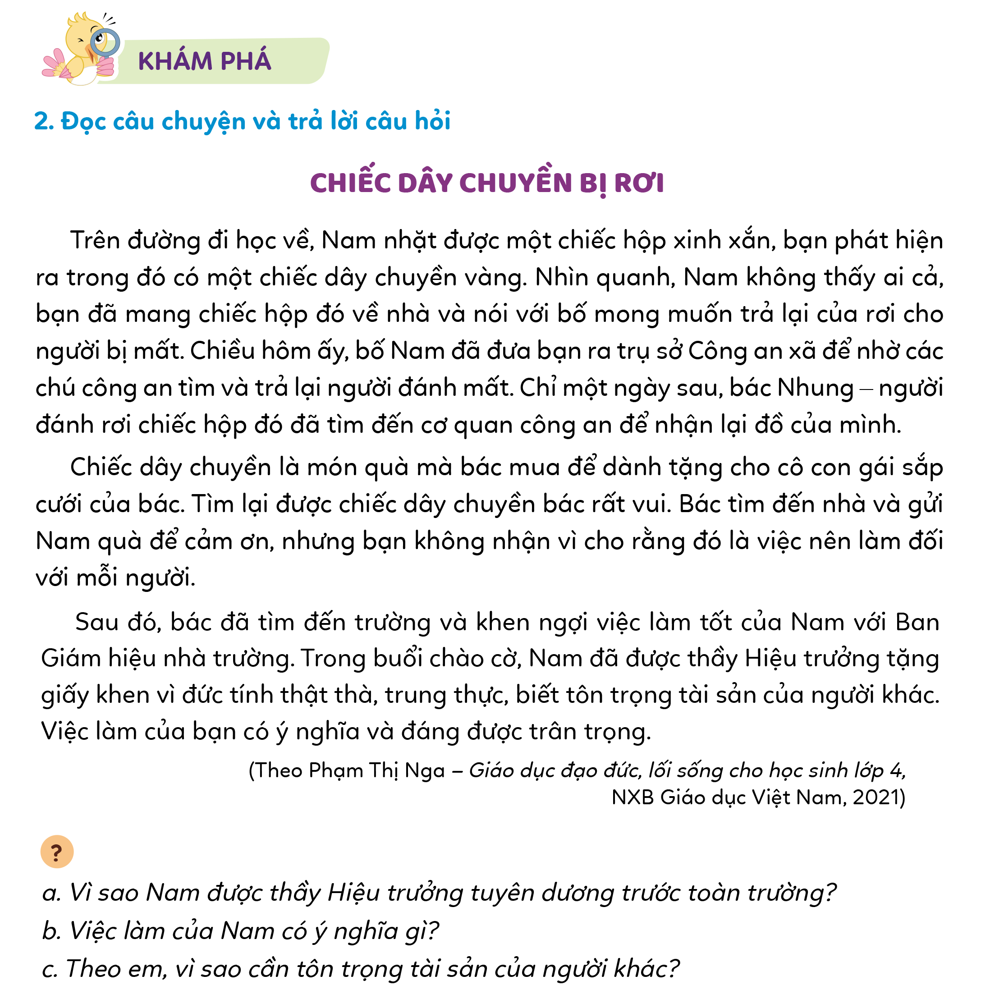 KHÁM PHÁ
2. Đọc câu chuyện và trả lời câu hỏi
CHIẾC DÂY CHUYỀN BỊ RƠI
Trên đường đi học về, Nam nhặt được một chiếc hộp xinh xắn, bạn phát hiện
ra trong đó có một chiếc dây chuyền vàng. Nhìn quanh, Nam không thấy ai cả,
bạn đã mang chiếc hộp đó về nhà và nói với bố mong muốn trả lại của rơi cho
người bị mất. Chiều hôm ấy, bố Nam đã đưa bạn ra trụ sở Công an xã để nhờ các
chú công an tìm và trả lại người đánh mất. Chỉ một ngày sau, bác Nhung – người
đánh rơi chiếc hộp đó đã tìm đến cơ quan công an để nhận lại đồ của mình.
Chiếc dây chuyền là món quà mà bác mua để dành tặng cho cô con gái sắp
cưới của bác. Tìm lại được chiếc dây chuyền bác rất vui. Bác tìm đến nhà và gửi
Nam quà để cảm ơn, nhưng bạn không nhận vì cho rằng đó là việc nên làm đối
với mỗi người.
Sau đó, bác đã tìm đến trường và khen ngợi việc làm tốt của Nam với Ban
Giám hiệu nhà trường. Trong buổi chào cờ, Nam đã được thầy Hiệu trưởng tặng
giấy khen vì đức tính thật thà, trung thực, biết tôn trọng tài sản của người khác.
Việc làm của bạn có ý nghĩa và đáng được trân trọng.
(Theo Phạm Thị Nga – Giáo dục đạo đức, lối sống cho học sinh lớp 4,
NXB Giáo dục Việt Nam, 2021)
?
a. Vì sao Nam được thầy Hiệu trưởng tuyên dương trước toàn trường?
b. Việc làm của Nam có ý nghĩa gì?
c. Theo em, vì sao cần tôn trọng tài sản của người khác?